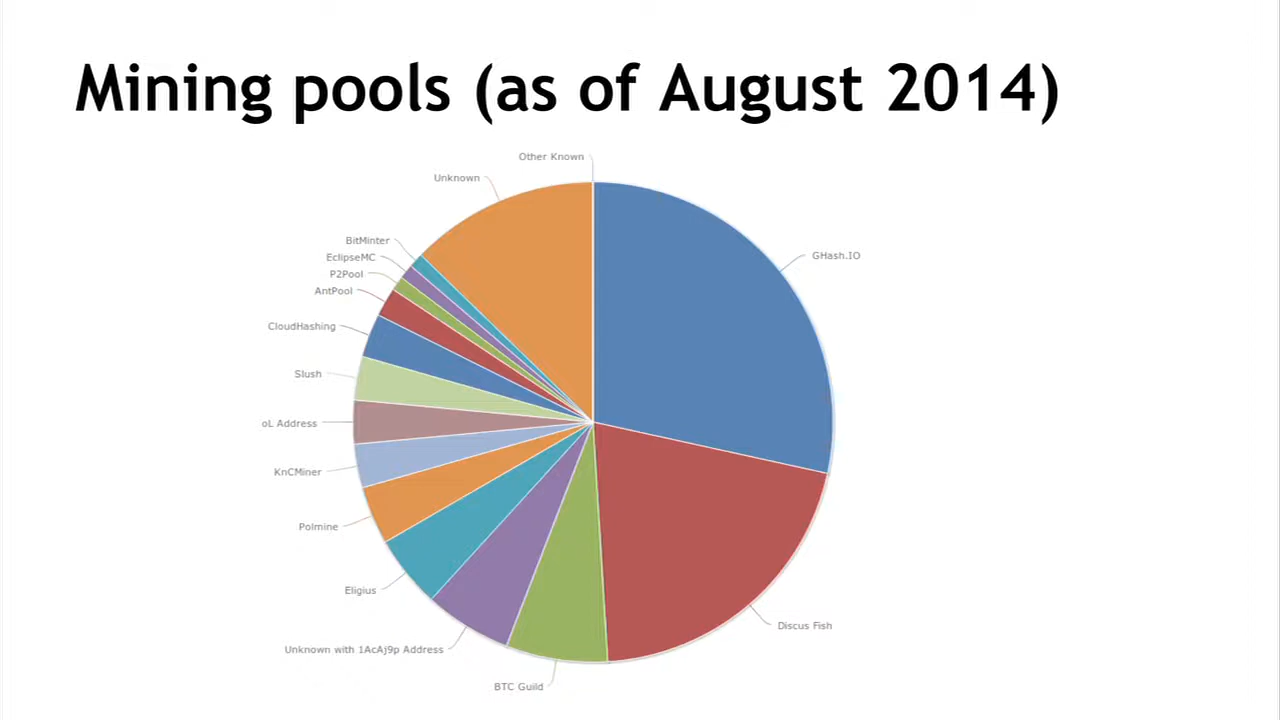 Mining pools (as of August 2014)
Other Known
Unknown
BitMinter
GHash.IO
EclipseMC
P2Pool
AntPool
CloudHashing
Slush
oL Address
KnCMiner
Polmine
Eligius
Discus Fish
Unknown with 1AcAj9p Address
BTC Guild